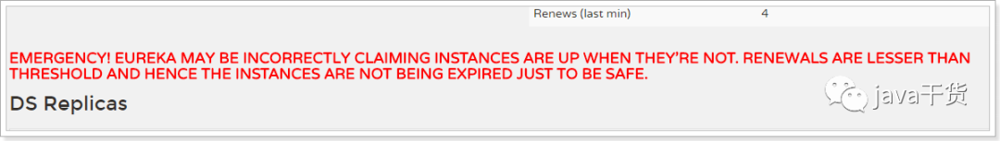 Renews (last min) 4
EMERGENCY! EUREKA MAY BE INCORRECTLY CLAIMING INSTANCES ARE UP WHEN THEY'RE NOT. RENEWALS ARE LESSER THAN
THRESHOLD AND HENCE THE INSTANCES ARE NOT BEING EXPIRED JUST TO BE SAFE.
DS Replicas
java干货